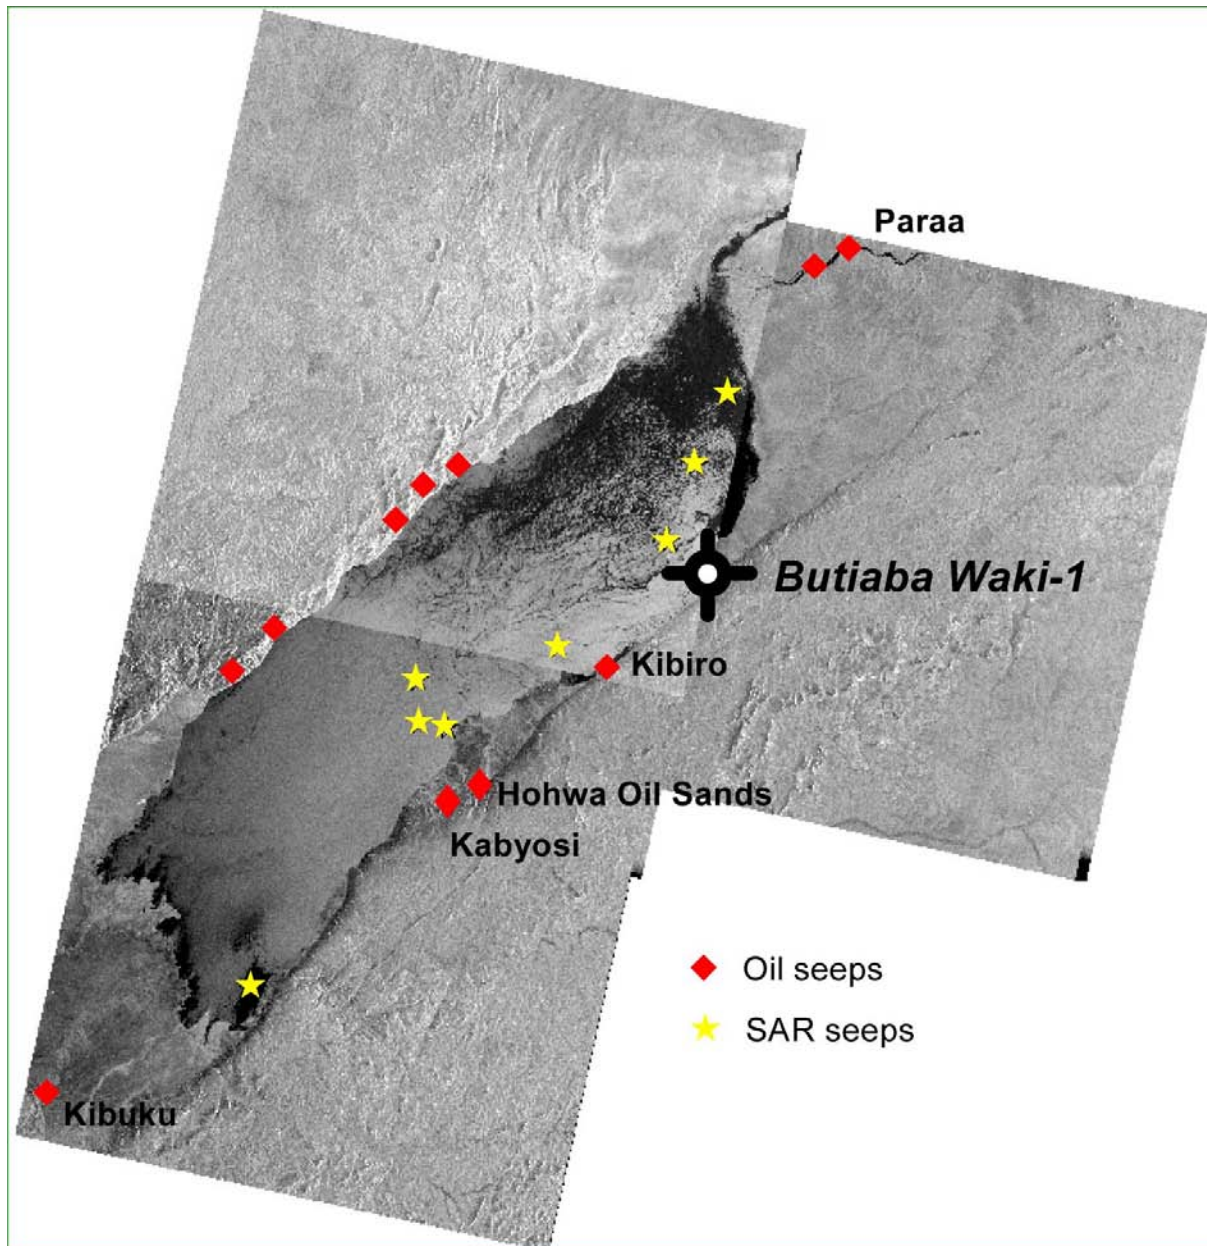 Paraa
Butiaba Waki-1
Kibiro
Hohwa Oil Sands
Kabyosi
Oil seeps
SAR seeps
Kibuku